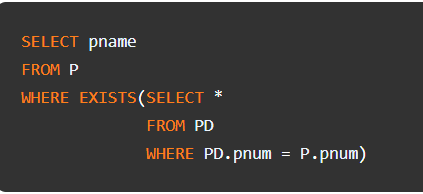 SELECT pname
FROM P
WHERE EXISTS(SELECT *
FROM PD
WHERE PD.pnum = P.pnum)